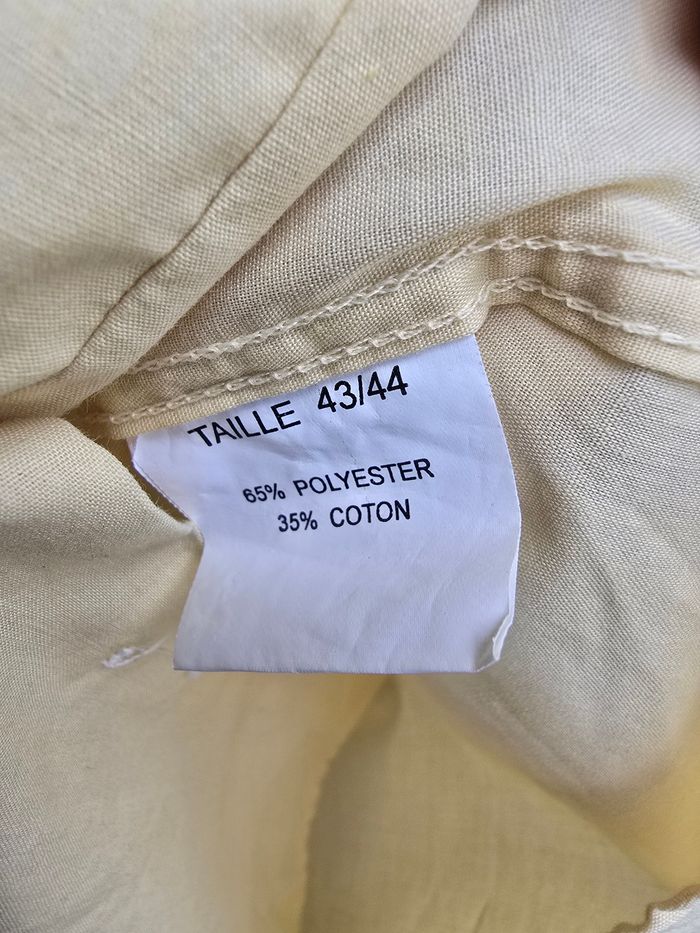 TAILLE 43/44
65% POLYESTER
35% COTON